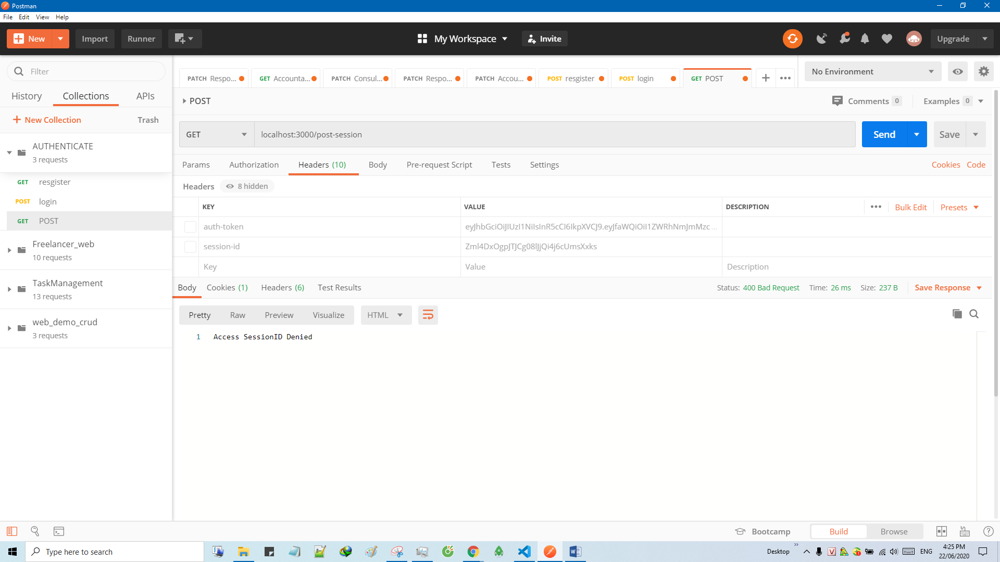 Postman
File Edit View Help
New Import Runner My Workspace Invite Upgrade
Filter
History Collections APIs
New Collection Trash
AUTHENTICATE
3 requests
GET resgister
POST login
GET POST
Freelancer_web
10 requests
TaskManagement
13 requests
web_demo_crud
3 requests
PATCH Respo... GET Accounta... PATCH Consul... PATCH Respo... PATCH Accou... POST resgister POST login GET POST
No Environment
POST
Comments 0 Examples 0
GET localhost:3000/post-session Send Save
Params Authorization Headers (10) Body Pre-request Script Tests Settings Cookies Code
Headers 8 hidden
KEY VALUE DESCRIPTION Bulk Edit Presets
auth-token
session-id
Key Value Description
Body Cookies (1) Headers (6) Test Results Status: 400 Bad Request Time: 26 ms Size: 237 B Save Response
Pretty Raw Preview Visualize HTML
1 Access SessionID Denied
Bootcamp Build Browse
Type here to search
Desktop ENG 4:25 PM
22/06/2020